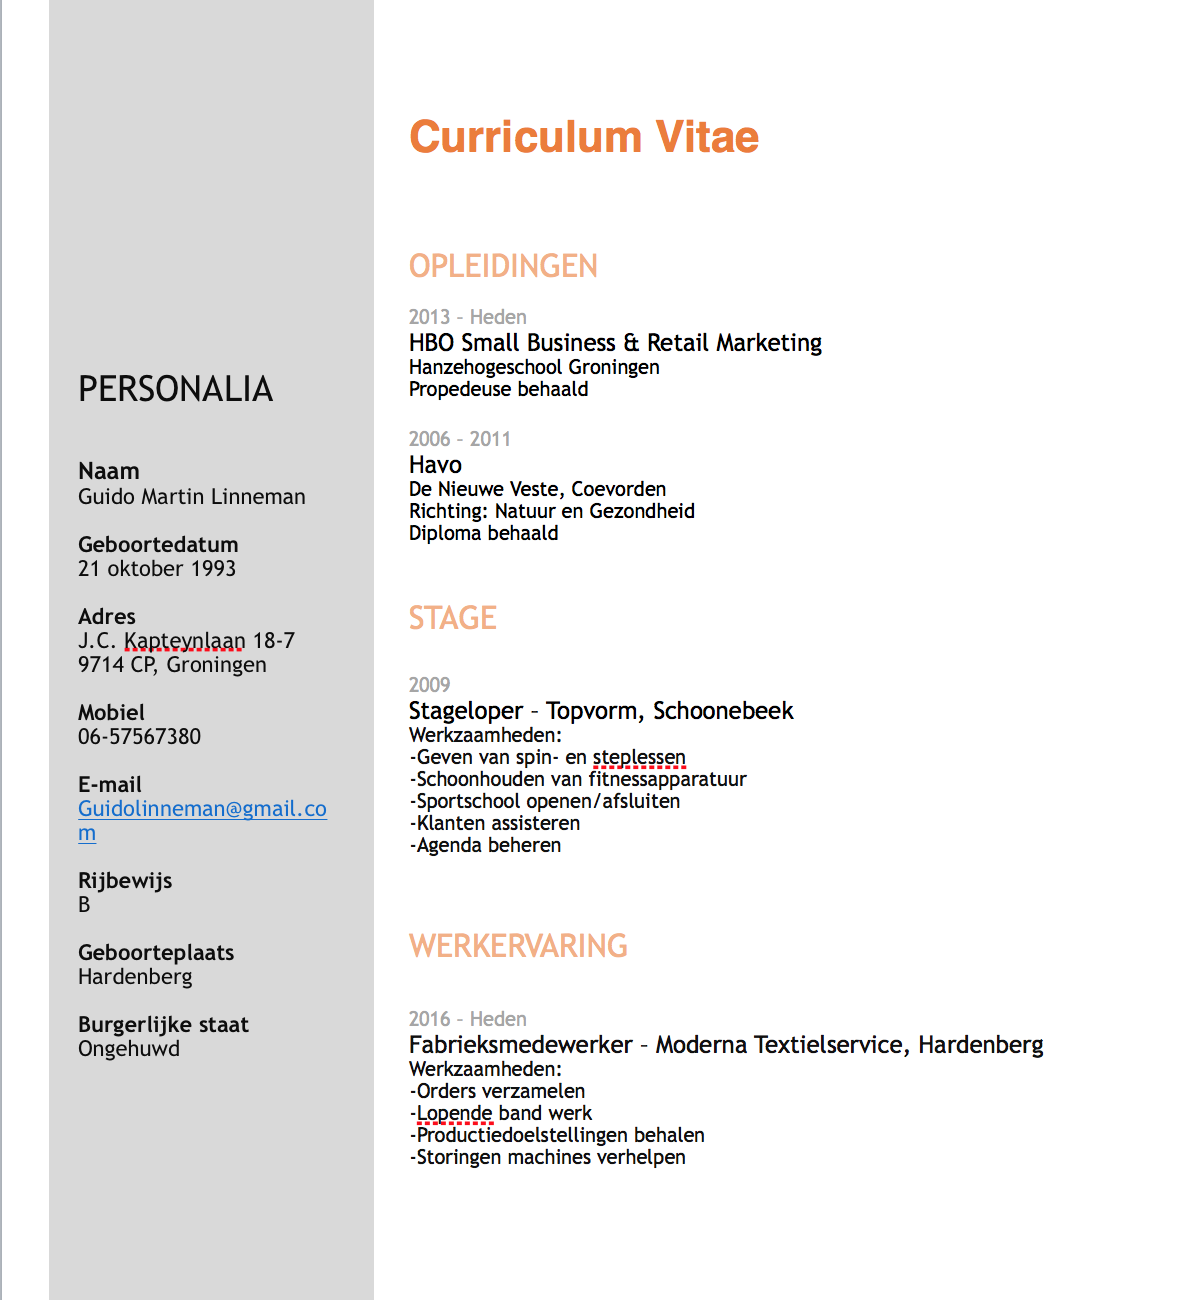 Curriculum Vitae
PERSONALIA
Naam
Guido Martin Linneman
Geboortedatum
21 oktober 1993
Adres
J.C. Kapteynlaan 18-7
9714 CP, Groningen
Mobiel
06-57567380
E-mail
Guidolinneman@gmail.co
m
Rijbewijs
B
Geboorteplaats
Hardenberg
Burgerlijke staat
Ongehuwd
OPLEIDINGEN
2013 – Heden
HBO Small Business & Retail Marketing
Hanzehogeschool Groningen
Propedeuse behaald
2006 – 2011
Havo
De Nieuwe Veste, Coevorden
Richting: Natuur en Gezondheid
Diploma behaald
STAGE
2009
Stageloper – Topvorm, Schoonebeek
Werkzaamheden:
-Geven van spin- en steplessen
-Schoonhouden van fitnessapparatuur
-Sportschool openen/afsluiten
-Klanten assisteren
-Agenda beheren
WERKERVARING
2016 – Heden
Fabrieksmedewerker – Moderna Textielservice, Hardenberg
Werkzaamheden:
-Orders verzamelen
-Lopende band werk
-Productiedoelstellingen behalen
-Storingen machines verhelpen